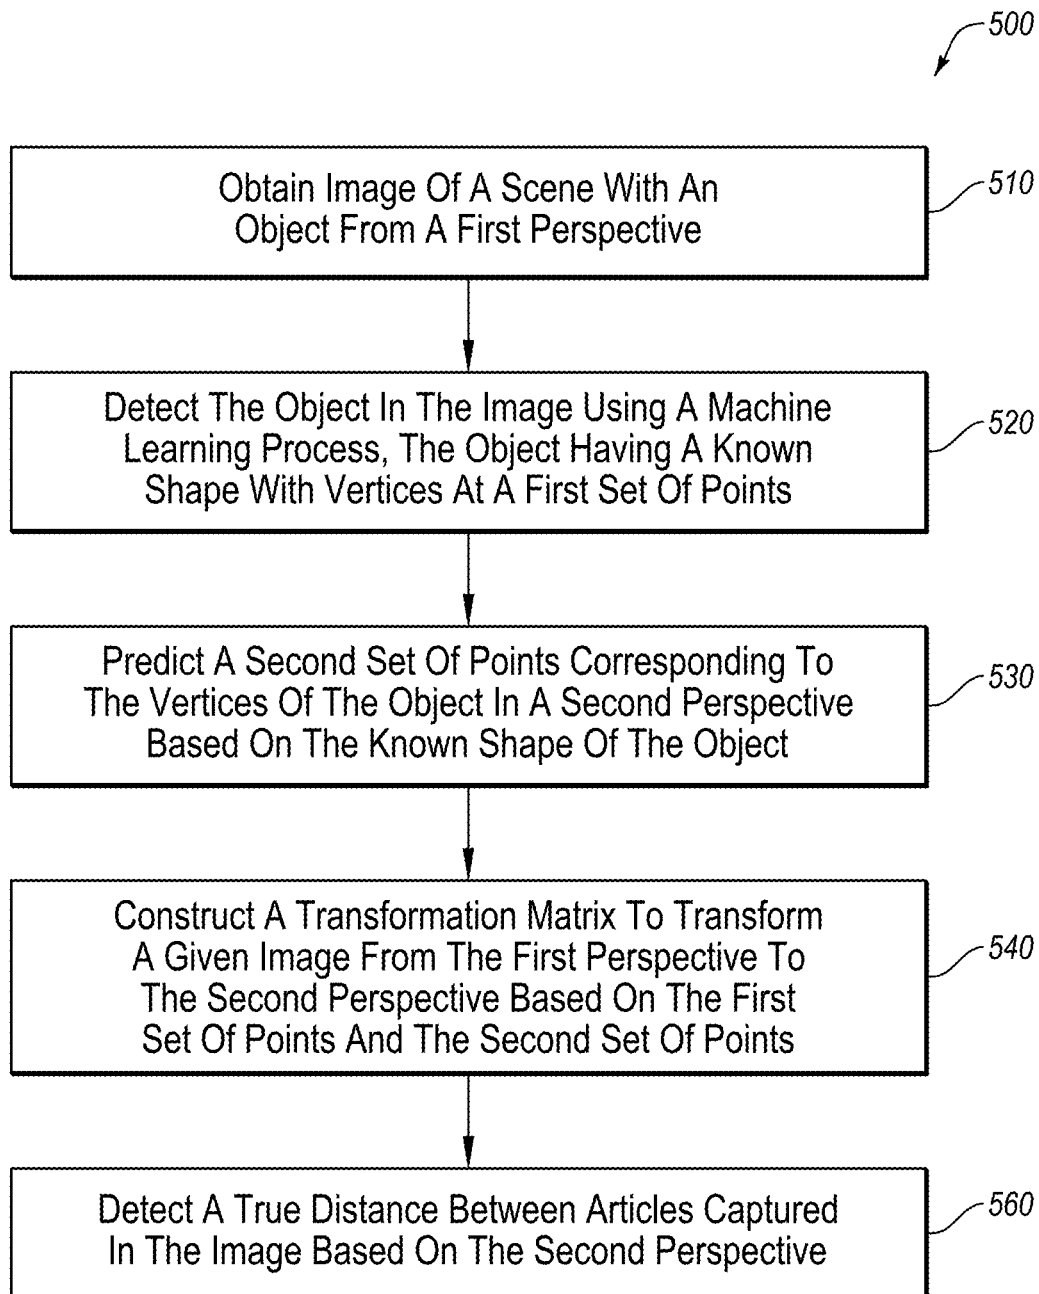 500
Obtain Image Of A Scene With An
Object From A First Perspective
510
Detect The Object In The Image Using A Machine
Learning Process, The Object Having A Known
Shape With Vertices At A First Set Of Points
520
Predict A Second Set Of Points Corresponding To
The Vertices Of The Object In A Second Perspective
Based On The Known Shape Of The Object
530
Construct A Transformation Matrix To Transform
A Given Image From The First Perspective To
The Second Perspective Based On The First
Set Of Points And The Second Set Of Points
540
Detect A True Distance Between Articles Captured
In The Image Based On The Second Perspective
560